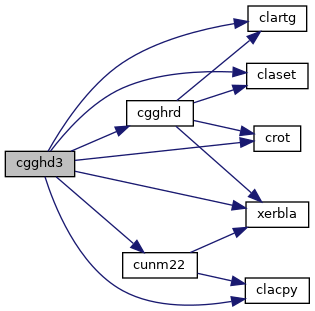 clartg
claset
cgghrd
crot
cgghd3
xerbla
cunm22
clacpy